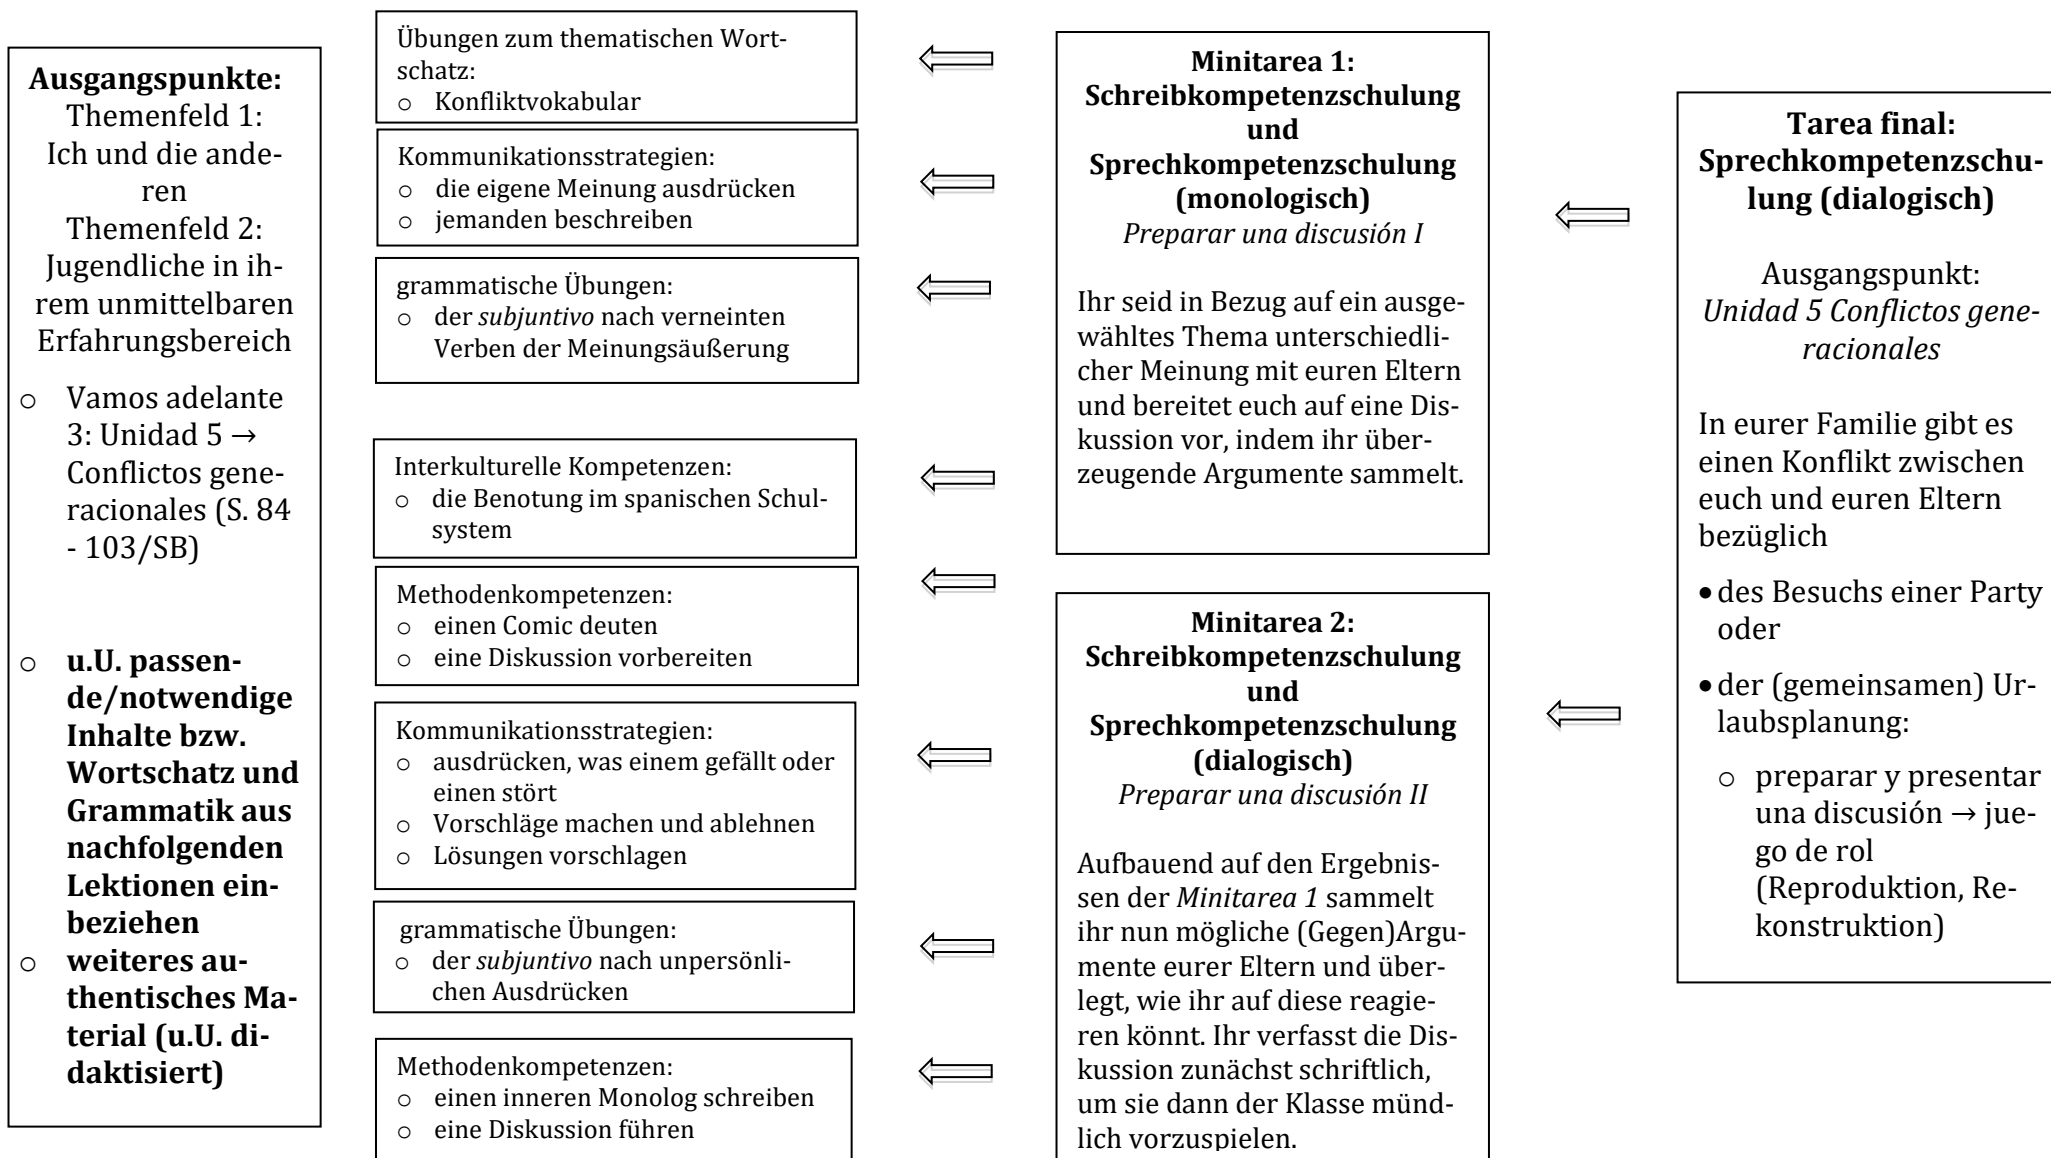 Ausgangspunkte:
Themenfeld 1:
Ich und die ande-
ren
Themenfeld 2:
Jugendliche in ih-
rem unmittelbaren
Erfahrungsbereich
o Vamos adelante
3: Unidad 5 →
Conflictos gene-
racionales (S. 84
- 103/SB)
o u.U. passen-
de/notwendige
Inhalte bzw.
Wortschatz und
Grammatik aus
nachfolgenden
Lektionen ein-
beziehen
o weiteres au-
thentisches Ma-
terial (u.U. di-
daktisiert)
Übungen zum thematischen Wort-
schatz:
o Konfliktvokabular
Kommunikationsstrategien:
o die eigene Meinung ausdrücken
o jemanden beschreiben
grammatische Übungen:
o der subjuntivo nach verneinten
Verben der Meinungsäußerung
Interkulturelle Kompetenzen:
o die Benotung im spanischen Schul-
system
Methodenkompetenzen:
o einen Comic deuten
o eine Diskussion vorbereiten
Kommunikationsstrategien:
o ausdrücken, was einem gefällt oder
einen stört
o Vorschläge machen und ablehnen
o Lösungen vorschlagen
grammatische Übungen:
o der subjuntivo nach unpersönli-
chen Ausdrücken
Methodenkompetenzen:
o einen inneren Monolog schreiben
o eine Diskussion führen
Minitarea 1:
Schreibkompetenzschulung
und
Sprechkompetenzschulung
(monologisch)
Preparar una discusión I
Ihr seid in Bezug auf ein ausge-
wähltes Thema unterschiedli-
cher Meinung mit euren Eltern
und bereitet euch auf eine Dis-
kussion vor, indem ihr über-
zeugende Argumente sammelt.
Minitarea 2:
Schreibkompetenzschulung
und
Sprechkompetenzschulung
(dialogisch)
Preparar una discusión II
Aufbauend auf den Ergebnis-
sen der Minitarea 1 sammelt
ihr nun mögliche (Gegen)Argu-
mente eurer Eltern und über-
legt, wie ihr auf diese reagie-
ren könnt. Ihr verfasst die Dis-
kussion zunächst schriftlich,
um sie dann der Klasse münd-
lich vorzuspielen.
Tarea final:
Sprechkompetenzschu-
lung (dialogisch)
Ausgangspunkt:
Unidad 5 Conflictos gene-
racionales
In eurer Familie gibt es
einen Konflikt zwischen
euch und euren Eltern
bezüglich
• des Besuchs einer Party
oder
• der (gemeinsamen) Ur-
laubsplanung:
o preparar y presentar
una discusión → jue-
go de rol
(Reproduktion, Re-
konstruktion)